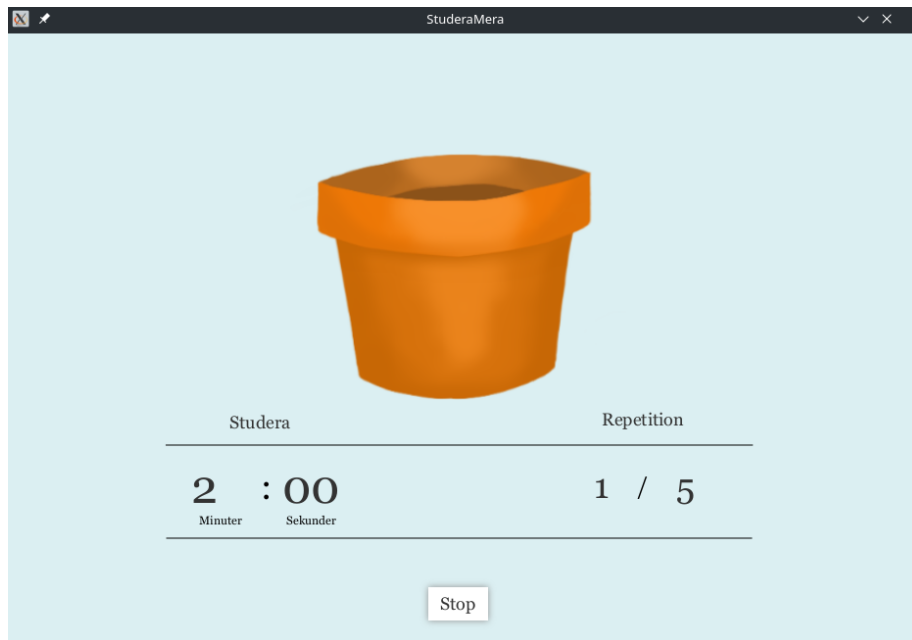 StuderaMera
Studera Repetition
2 : 00 1 / 5
Minuter Sekunder
Stop